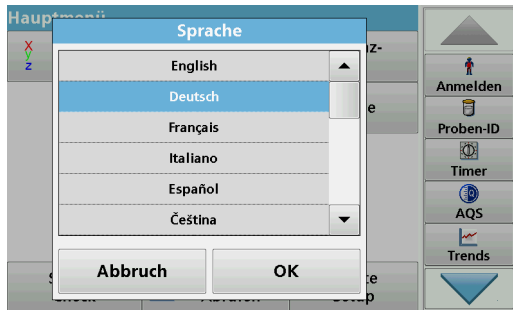 Hauptmenü
Sprache
x
y
z
English
Deutsch
Français
Italiano
Español
Čeština
Abbruch
OK
Anmelden
Proben-ID
Timer
AQS
Trends